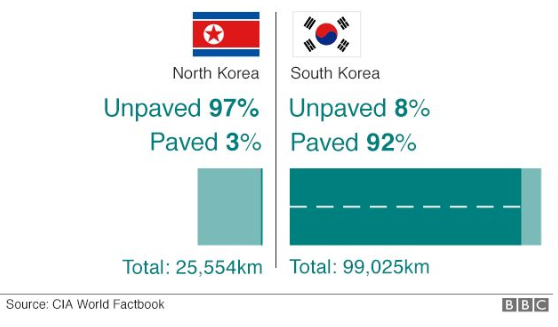 North Korea
Unpaved 97%
Paved 3%
Total: 25,554km
South Korea
Unpaved 8%
Paved 92%
Total: 99,025km
Source: CIA World Factbook
BBC